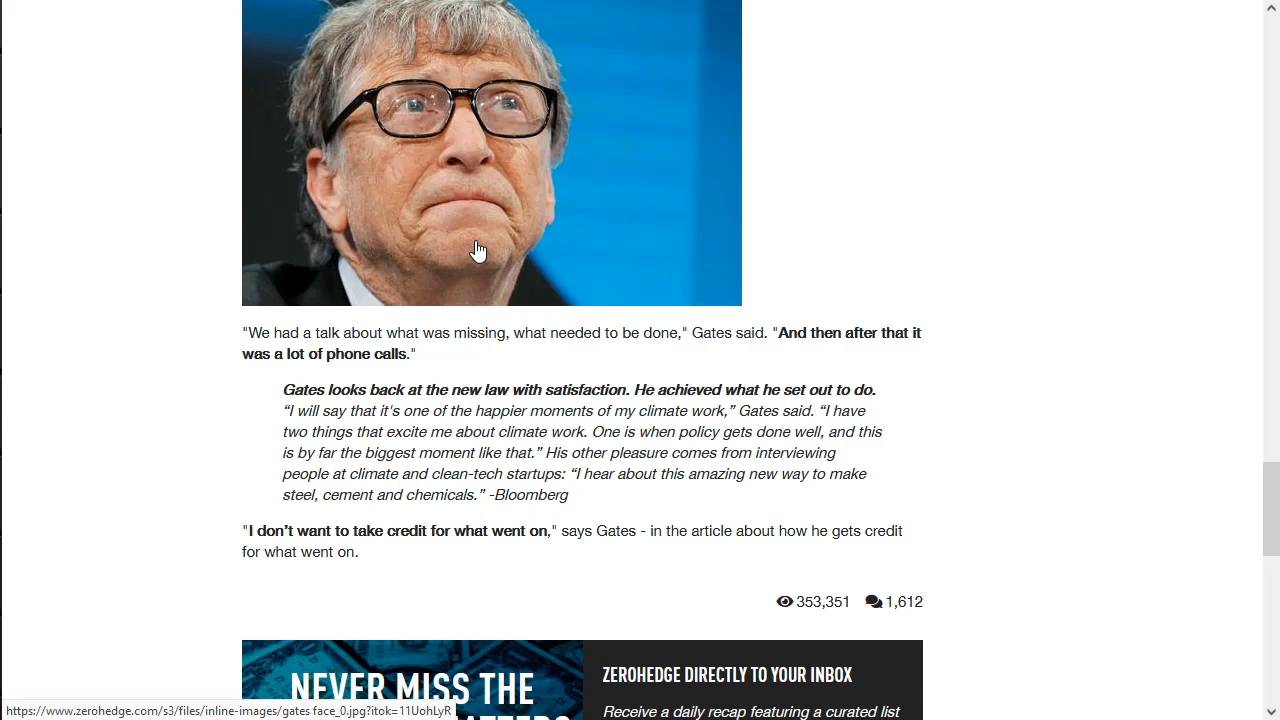 "We had a talk about what was missing, what needed to be done," Gates said. "And then after that it
was a lot of phone calls."
Gates looks back at the new law with satisfaction. He achieved what he set out to do.
“I will say that it's one of the happier moments of my climate work,” Gates said. “I have
two things that excite me about climate work. One is when policy gets done well, and this
is by far the biggest moment like that.” His other pleasure comes from interviewing
people at climate and clean-tech startups: “I hear about this amazing new way to make
steel, cement and chemicals.” -Bloomberg
"I don’t want to take credit for what went on," says Gates - in the article about how he gets credit
for what went on.
353,351 1,612
NEVER MISS THE
ZEROHEDGE DIRECTLY TO YOUR INBOX
Receive a daily recap featuring a curated list
https://www.zerohedge.com/s3/files/inline-images/gates face_0.jpg?itok=11UohLyR